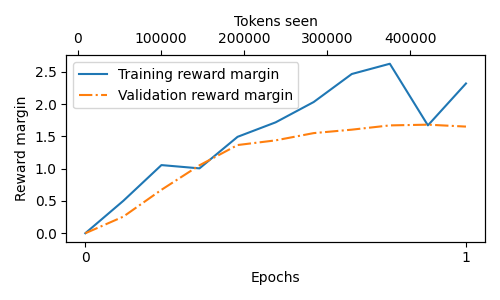 Tokens seen
0 100000 200000 300000 400000
Training reward margin
Validation reward margin
Reward margin
2.5
2.0
1.5
1.0
0.5
0.0
0 1
Epochs